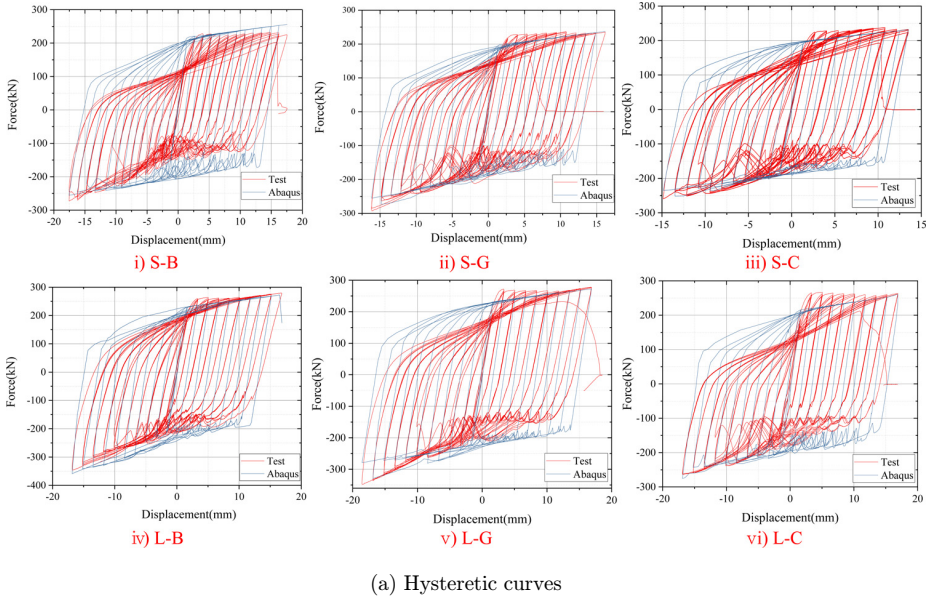 300
200
100
0
-100
-200
-300
Force(kN)
Test
Abaqus
-20 -15 -10 -5 0 5 10 15 20
Displacement(mm)
i) S-B
300
200
100
0
-100
-200
-300
Force(kN)
Test
Abaqus
-15 -10 -5 0 5 10 15
Displacement(mm)
ii) S-G
300
200
100
0
-100
-200
-300
Force(kN)
Test
Abaqus
-15 -10 -5 0 5 10 15
Displacement(mm)
iii) S-C
300
200
100
0
-100
-200
-300
-400
Force(kN)
Test
Abaqus
-20 -10 0 10 20
Displacement(mm)
iv) L-B
300
200
100
0
-100
-200
-300
Force(kN)
Test
Abaqus
-20 -10 0 10 20
Displacement(mm)
v) L-G
300
200
100
0
-100
-200
-300
Force(kN)
Test
Abaqus
-20 -10 0 10 20
Displacement(mm)
vi) L-C
(a) Hysteretic curves